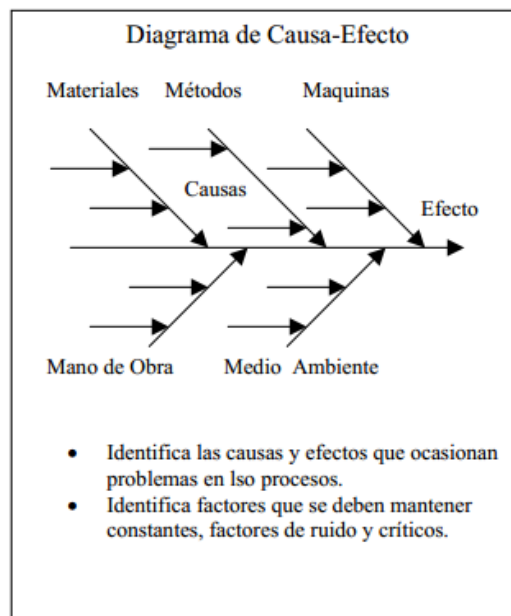 Diagrama de Causa-Efecto
Materiales Métodos Maquinas
Causas
Efecto
Mano de Obra Medio Ambiente
• Identifica las causas y efectos que ocasionan
problemas en lso procesos.
• Identifica factores que se deben mantener
constantes, factores de ruido y críticos.